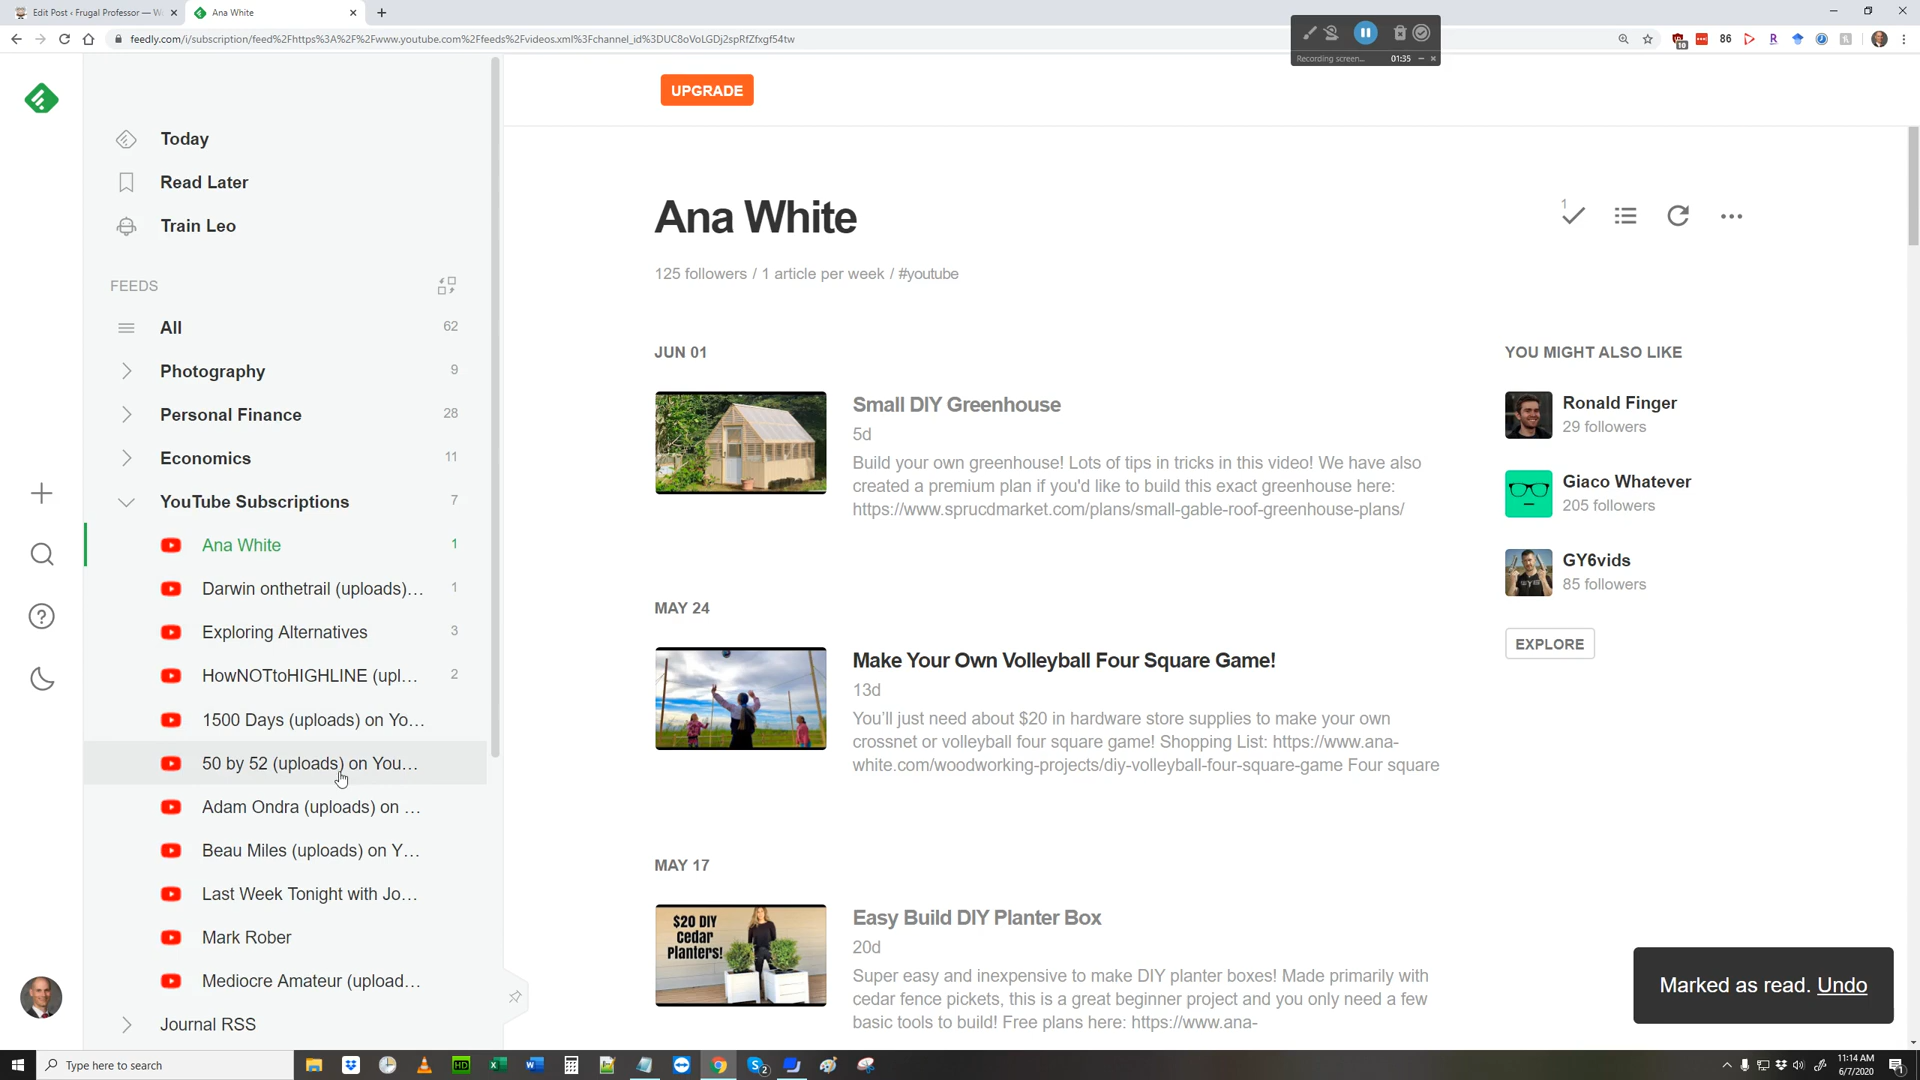 Edit Post ‹ Frugal Professor — W
Ana White
feedly.com/i/subscription/feed%2Fhttps%3A%2F%2Fwww.youtube.com%2Ffeeds%2Fvideos.xml%3Fchannel_id%3DUC8oVoLGDj2spRfZfxgf54tw
10
86
Recording screen...
01:35
UPGRADE
Today
Read Later
Train Leo
FEEDS
All 62
Photography 9
Personal Finance 28
Economics 11
YouTube Subscriptions 7
Ana White 1
Darwin onthetrail (uploads)... 1
Exploring Alternatives 3
HowNOTtoHIGHLINE (upl... 2
1500 Days (uploads) on Yo...
50 by 52 (uploads) on You...
Adam Ondra (uploads) on ...
Beau Miles (uploads) on Y...
Last Week Tonight with Jo...
Mark Rober
Mediocre Amateur (upload...
Journal RSS
Ana White
1
125 followers / 1 article per week / #youtube
JUN 01
Small DIY Greenhouse
5d
Build your own greenhouse! Lots of tips in tricks in this video! We have also
created a premium plan if you'd like to build this exact greenhouse here:
https://www.sprucdmarket.com/plans/small-gable-roof-greenhouse-plans/
MAY 24
Make Your Own Volleyball Four Square Game!
13d
You'll just need about $20 in hardware store supplies to make your own
crossnet or volleyball four square game! Shopping List: https://www.ana-
white.com/woodworking-projects/diy-volleyball-four-square-game Four square
MAY 17
$20 DIY
Cedar
Planters!
Easy Build DIY Planter Box
20d
Super easy and inexpensive to make DIY planter boxes! Made primarily with
cedar fence pickets, this is a great beginner project and you only need a few
basic tools to build! Free plans here: https://www.ana-
YOU MIGHT ALSO LIKE
Ronald Finger
29 followers
Giaco Whatever
205 followers
GY6vids
85 followers
EXPLORE
Marked as read. Undo
Type here to search
HD
2
11:14 AM
6/7/2020
1